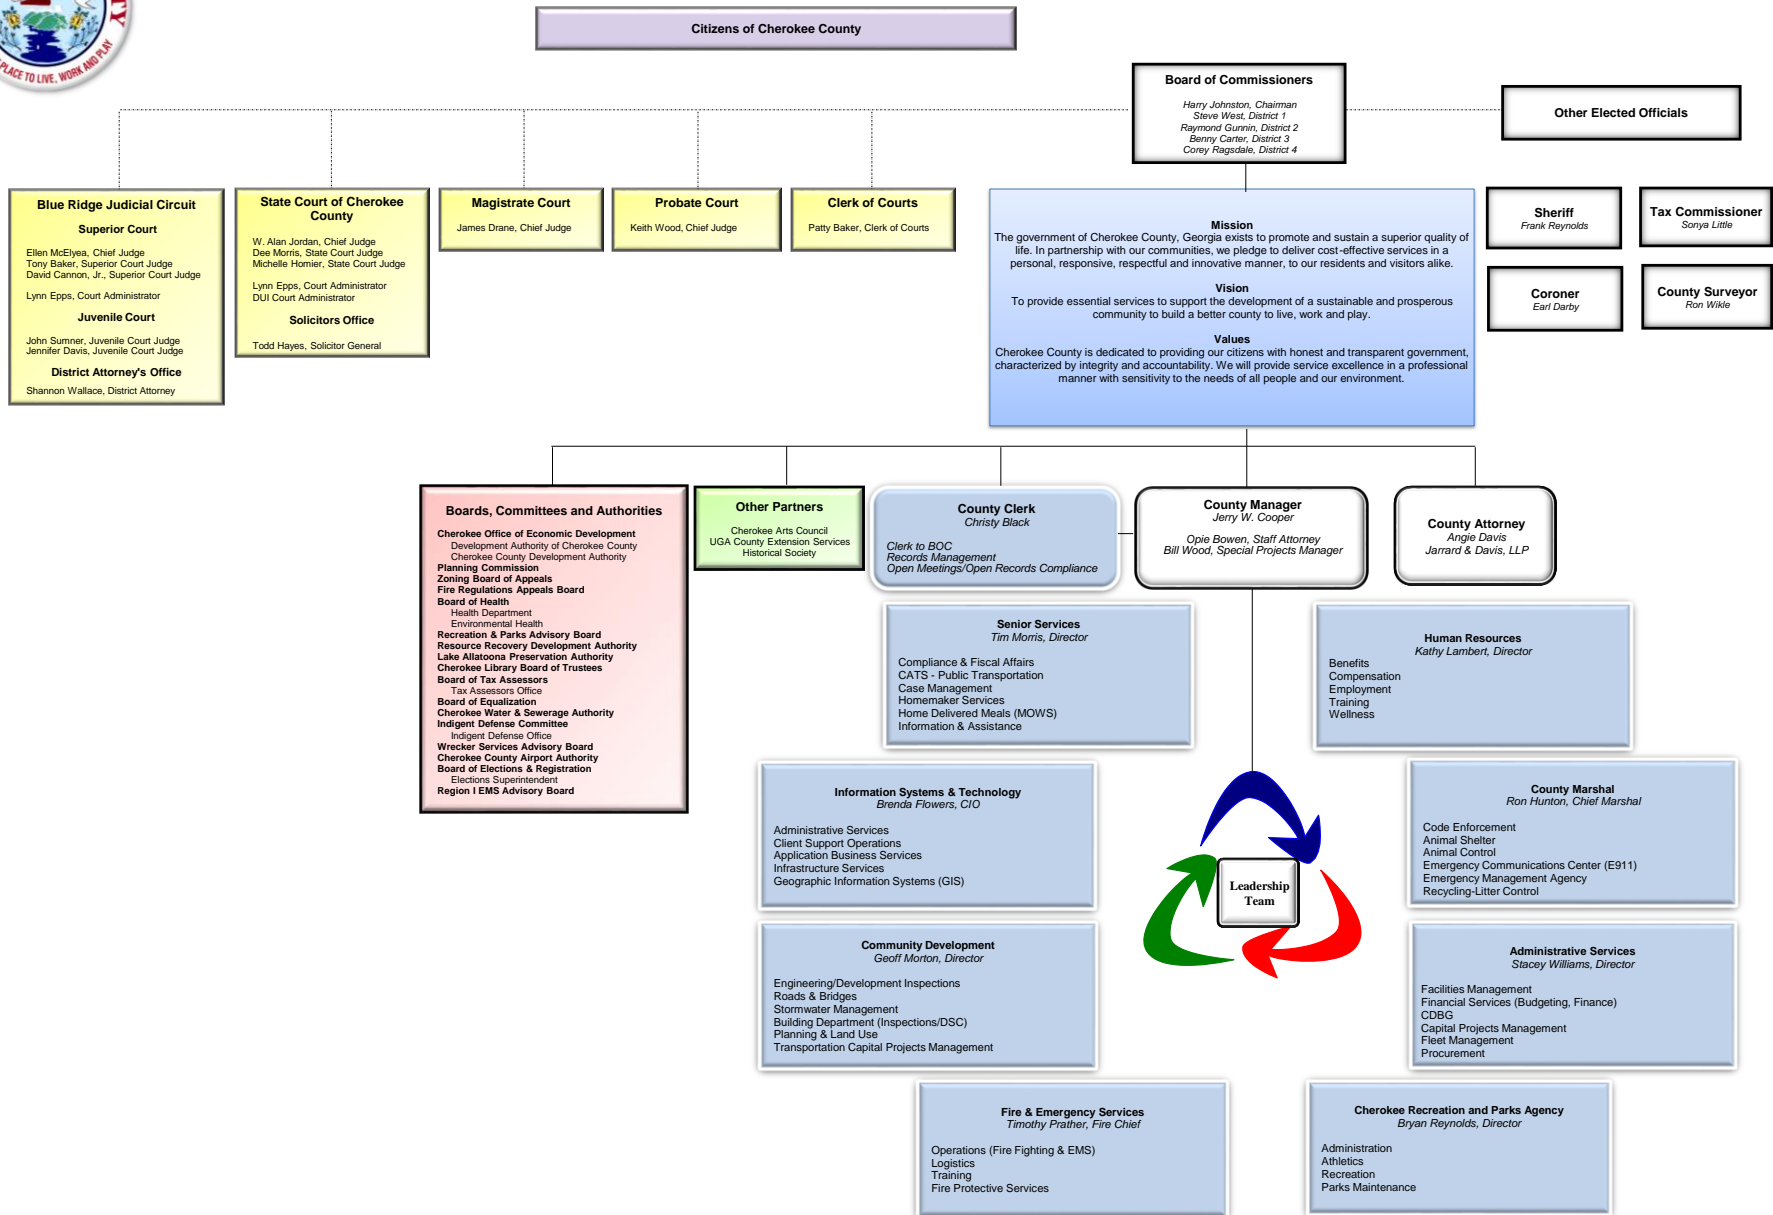 TY
PLACE TO LIVE, WORK AND PLAY
Citizens of Cherokee County
Board of Commissioners
Harry Johnston, Chairman
Steve West, District 1
Raymond Gunnin, District 2
Benny Carter, District 3
Corey Ragsdale, District 4
Other Elected Officials
Blue Ridge Judicial Circuit
Superior Court
Ellen McElyea, Chief Judge
Tony Baker, Superior Court Judge
David Cannon, Jr., Superior Court Judge
Lynn Epps, Court Administrator
Juvenile Court
John Sumner, Juvenile Court Judge
Jennifer Davis, Juvenile Court Judge
District Attorney's Office
Shannon Wallace, District Attorney
State Court of Cherokee
County
W. Alan Jordan, Chief Judge
Dee Morris, State Court Judge
Michelle Homier, State Court Judge
Lynn Epps, Court Administrator
DUI Court Administrator
Solicitors Office
Todd Hayes, Solicitor General
Magistrate Court
James Drane, Chief Judge
Probate Court
Keith Wood, Chief Judge
Clerk of Courts
Patty Baker, Clerk of Courts
Mission
The government of Cherokee County, Georgia exists to promote and sustain a superior quality of
life. In partnership with our communities, we pledge to deliver cost-effective services in a
personal, responsive, respectful and innovative manner, to our residents and visitors alike.
Vision
To provide essential services to support the development of a sustainable and prosperous
community to build a better county to live, work and play.
Values
Cherokee County is dedicated to providing our citizens with honest and transparent government,
characterized by integrity and accountability. We will provide service excellence in a professional
manner with sensitivity to the needs of all people and our environment.
Sheriff
Frank Reynolds
Tax Commissioner
Sonya Little
Coroner
Earl Darby
County Surveyor
Ron Wikle
Boards, Committees and Authorities
Cherokee Office of Economic Development
Development Authority of Cherokee County
Cherokee County Development Authority
Planning Commission
Zoning Board of Appeals
Fire Regulations Appeals Board
Board of Health
Health Department
Environmental Health
Recreation & Parks Advisory Board
Resource Recovery Development Authority
Lake Allatoona Preservation Authority
Cherokee Library Board of Trustees
Board of Tax Assessors
Tax Assessors Office
Board of Equalization
Cherokee Water & Sewerage Authority
Indigent Defense Committee
Indigent Defense Office
Wrecker Services Advisory Board
Cherokee County Airport Authority
Board of Elections & Registration
Elections Superintendent
Region I EMS Advisory Board
Other Partners
Cherokee Arts Council
UGA County Extension Services
Historical Society
County Clerk
Christy Black
Clerk to BOC
Records Management
Open Meetings/Open Records Compliance
County Manager
Jerry W. Cooper
Opie Bowen, Staff Attorney
Bill Wood, Special Projects Manager
County Attorney
Angie Davis
Jarrard & Davis, LLP
Senior Services
Tim Morris, Director
Compliance & Fiscal Affairs
CATS - Public Transportation
Case Management
Homemaker Services
Home Delivered Meals (MOWS)
Information & Assistance
Human Resources
Kathy Lambert, Director
Benefits
Compensation
Employment
Training
Wellness
Information Systems & Technology
Brenda Flowers, CIO
Administrative Services
Client Support Operations
Application Business Services
Infrastructure Services
Geographic Information Systems (GIS)
County Marshal
Ron Hunton, Chief Marshal
Code Enforcement
Animal Shelter
Animal Control
Emergency Communications Center (E911)
Emergency Management Agency
Recycling-Litter Control
Leadership
Team
Community Development
Geoff Morton, Director
Engineering/Development Inspections
Roads & Bridges
Stormwater Management
Building Department (Inspections/DSC)
Planning & Land Use
Transportation Capital Projects Management
Administrative Services
Stacey Williams, Director
Facilities Management
Financial Services (Budgeting, Finance)
CDBG
Capital Projects Management
Fleet Management
Procurement
Fire & Emergency Services
Timothy Prather, Fire Chief
Operations (Fire Fighting & EMS)
Logistics
Training
Fire Protective Services
Cherokee Recreation and Parks Agency
Bryan Reynolds, Director
Administration
Athletics
Recreation
Parks Maintenance